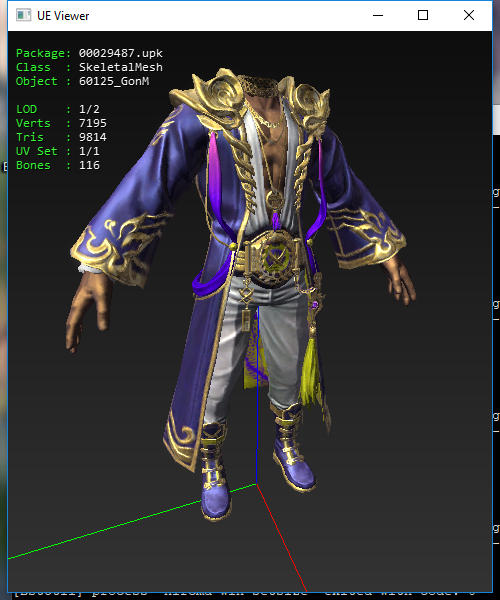 UE Viewer
Package: 00029487.upk
Class : SkeletalMesh
Object : 60125_GonM
LOD : 1/2
Verts : 7195
Tris : 9814
UV Set : 1/1
Bones : 116